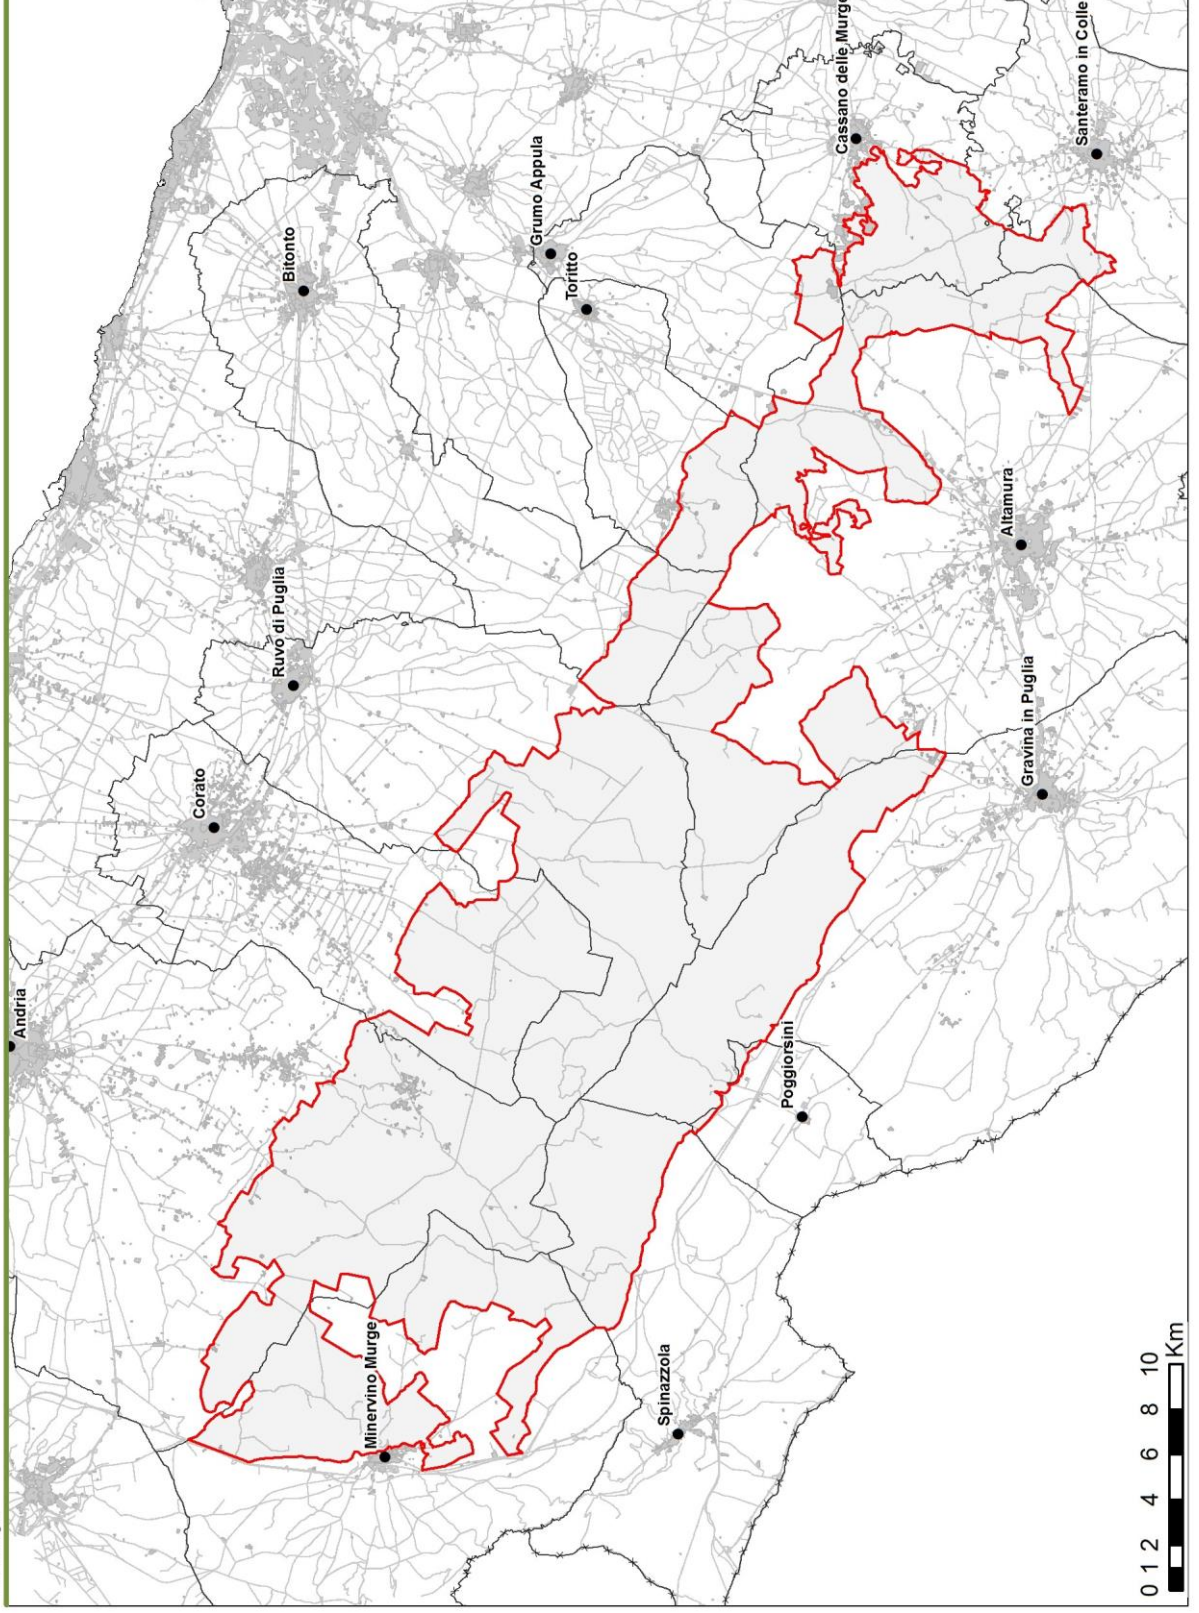 Andria
Corato
Ruvo di Puglia
Bitonto
Minervino Murge
Grumo Appula
Toritto
Spinazzola
Poggiorsini
Cassano delle Murge
Altamura
Gravina in Puglia
Santeramo in Colle
0 1 2 4 6 8 10
Km